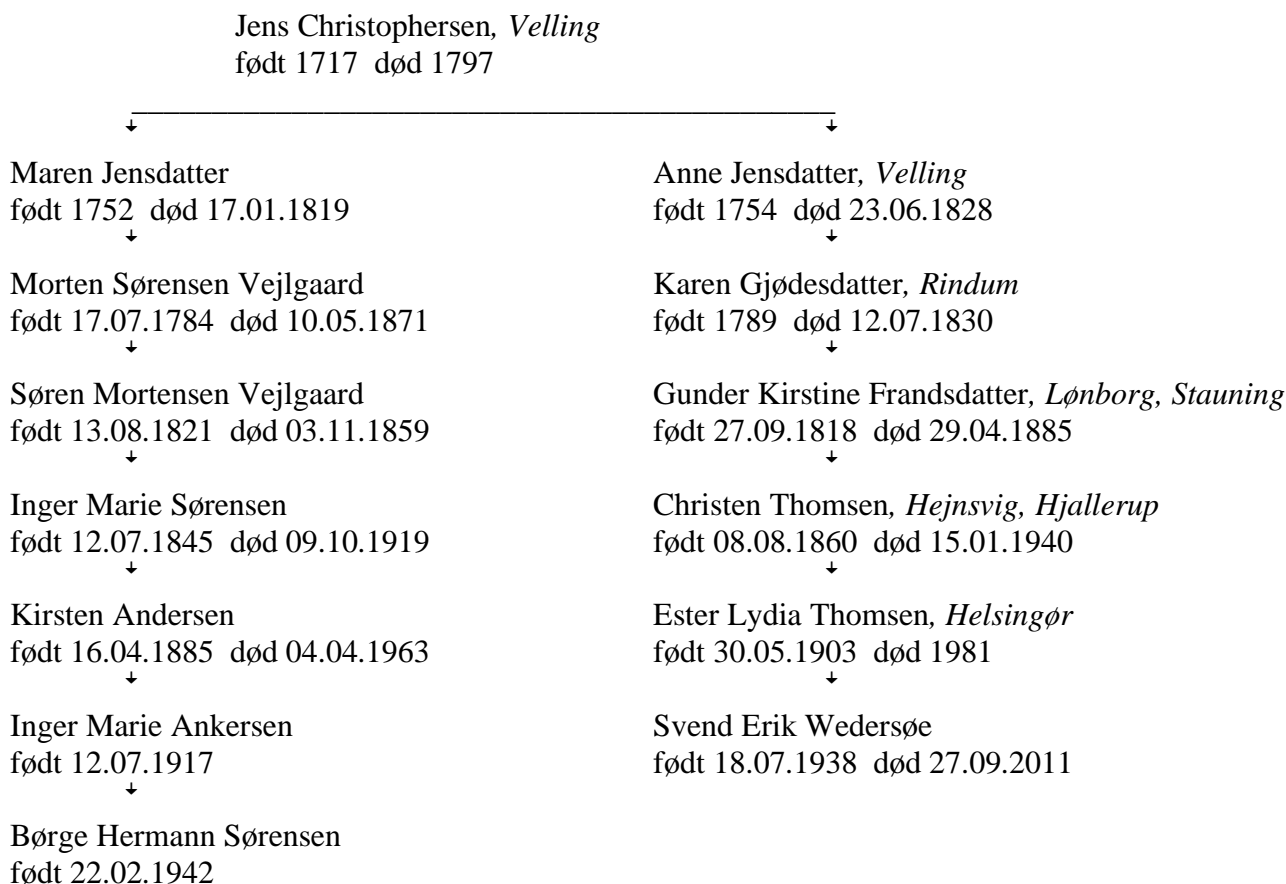 Jens Christophersen, Velling
født 1717 død 1797
Maren Jensdatter
født 1752 død 17.01.1819
Morten Sørensen Vejlgaard
født 17.07.1784 død 10.05.1871
Søren Mortensen Vejlgaard
født 13.08.1821 død 03.11.1859
Inger Marie Sørensen
født 12.07.1845 død 09.10.1919
Kirsten Andersen
født 16.04.1885 død 04.04.1963
Inger Marie Ankersen
født 12.07.1917
Børge Hermann Sørensen
født 22.02.1942
Anne Jensdatter, Velling
født 1754 død 23.06.1828
Karen Gjødesdatter, Rindum
født 1789 død 12.07.1830
Gunder Kirstine Frandsdatter, Lønborg, Stauning
født 27.09.1818 død 29.04.1885
Christen Thomsen, Hejnsvig, Hjallerup
født 08.08.1860 død 15.01.1940
Ester Lydia Thomsen, Helsingør
født 30.05.1903 død 1981
Svend Erik Wedersøe
født 18.07.1938 død 27.09.2011